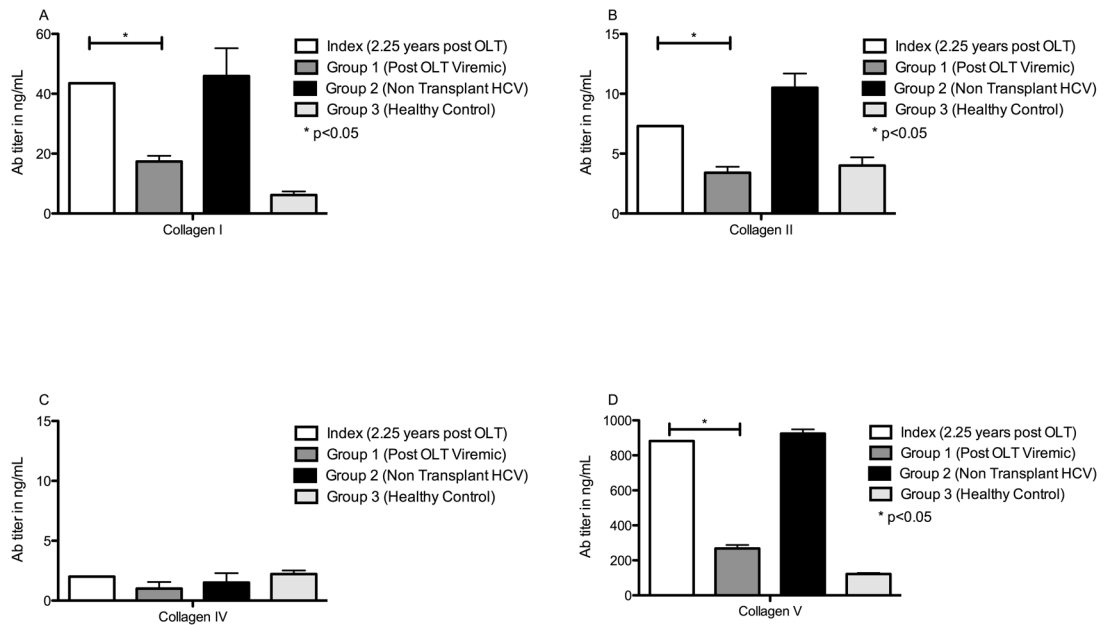 A
Ab titer in ng/mL
60
40
20
0
*
Collagen I
Index (2.25 years post OLT)
Group 1 (Post OLT Viremic)
Group 2 (Non Transplant HCV)
Group 3 (Healthy Control)
* p<0.05
B
Ab titer in ng/mL
15
10
5
0
*
Collagen II
Index (2.25 years post OLT)
Group 1 (Post OLT Viremic)
Group 2 (Non Transplant HCV)
Group 3 (Healthy Control)
* p<0.05
C
Ab titer in ng/mL
15
10
5
0
Collagen IV
Index (2.25 years post OLT)
Group 1 (Post OLT Viremic)
Group 2 (Non Transplant HCV)
Group 3 (Healthy Control)
D
Ab titer in ng/mL
1000
800
600
400
200
0
*
Collagen V
Index (2.25 years post OLT)
Group 1 (Post OLT Viremic)
Group 2 (Non Transplant HCV)
Group 3 (Healthy Control)
* p<0.05